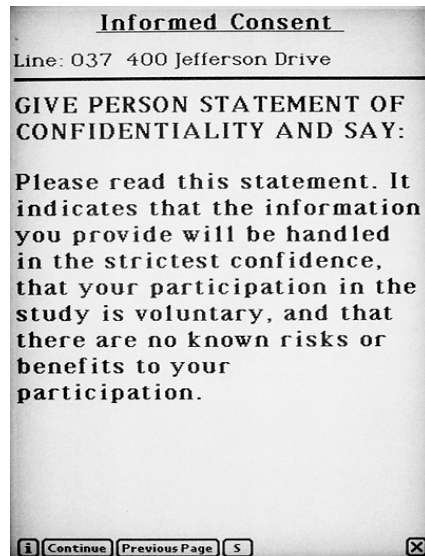 Informed Consent
Line: 037 400 Jefferson Drive
GIVE PERSON STATEMENT OF
CONFIDENTIALITY AND SAY:
Please read this statement. It
indicates that the information
you provide will be handled
in the strictest confidence,
that your participation in the
study is voluntary, and that
there are no known risks or
benefits to your
participation.
i Continue Previous Page S